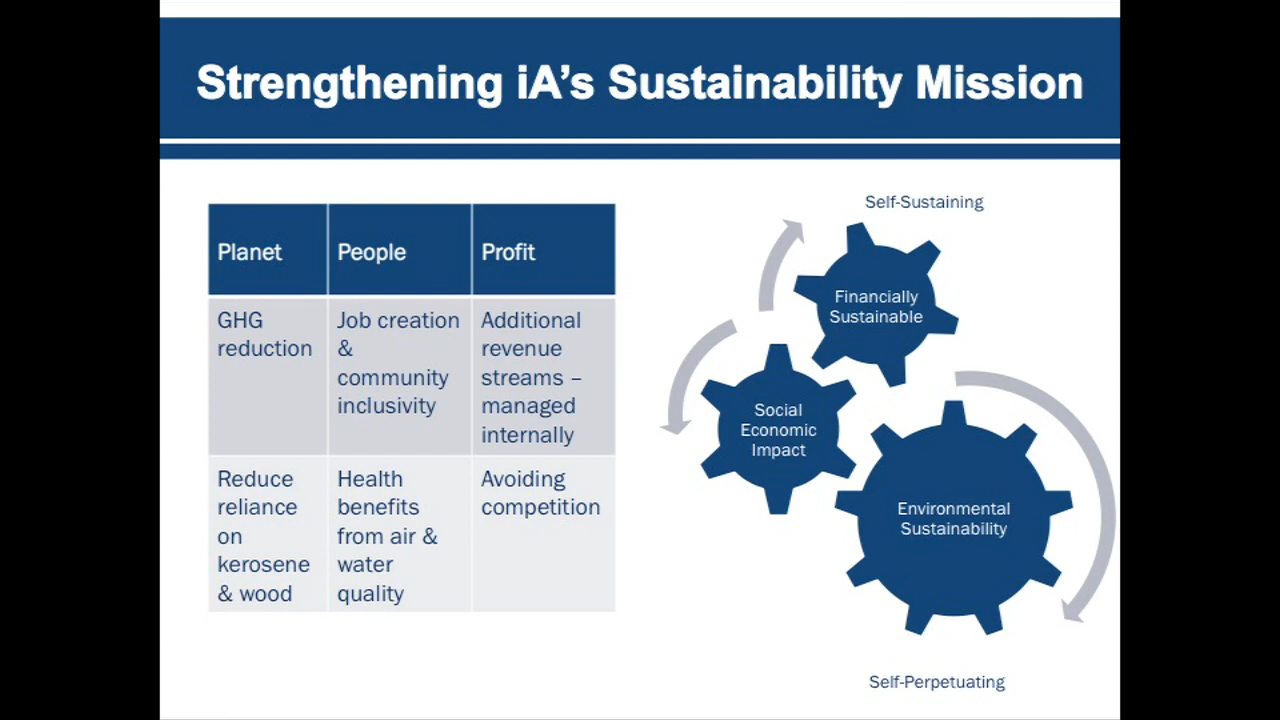 Strengthening iA’s Sustainability Mission
Planet
People
Profit
GHG
reduction
Job creation
&
community
inclusivity
Additional
revenue
streams –
managed
internally
Reduce
reliance
on
kerosene
& wood
Health
benefits
from air &
water
quality
Avoiding
competition
Self-Sustaining
Financially
Sustainable
Social
Economic
Impact
Environmental
Sustainability
Self-Perpetuating